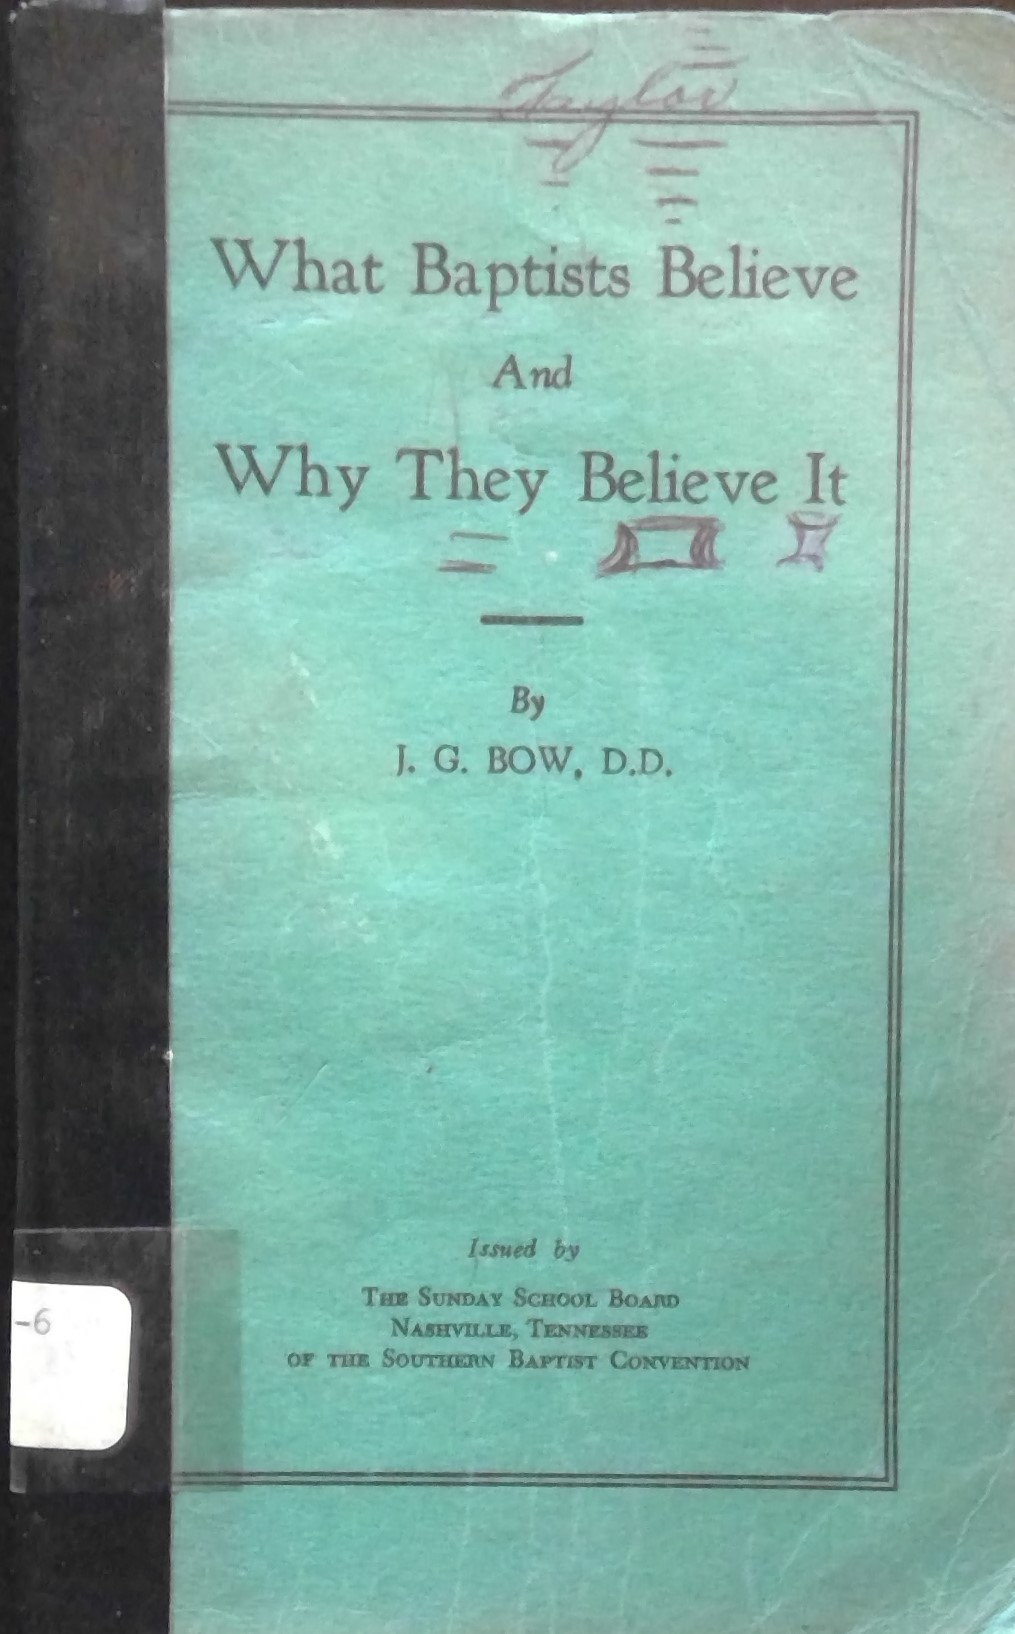 Taylor
What Baptists Believe
And
Why They Believe It
By
J. G. BOW, D.D.
Issued by
THE SUNDAY SCHOOL BOARD
NASHVILLE, TENNESSEE
OF THE SOUTHERN BAPTIST CONVENTION
-6